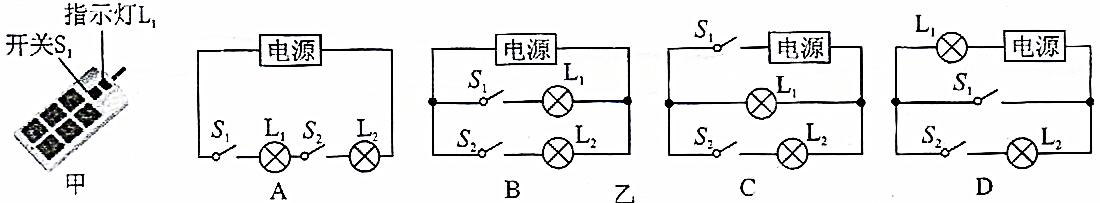 指示灯L₁
开关S₁
甲
电源
S₁ L₁ S₂ L₂
A
电源
S₁ L₁
S₂ L₂
B
乙
S₁ 电源
L₁
S₂ L₂
C
L₁ 电源
S₁
S₂ L₂
D